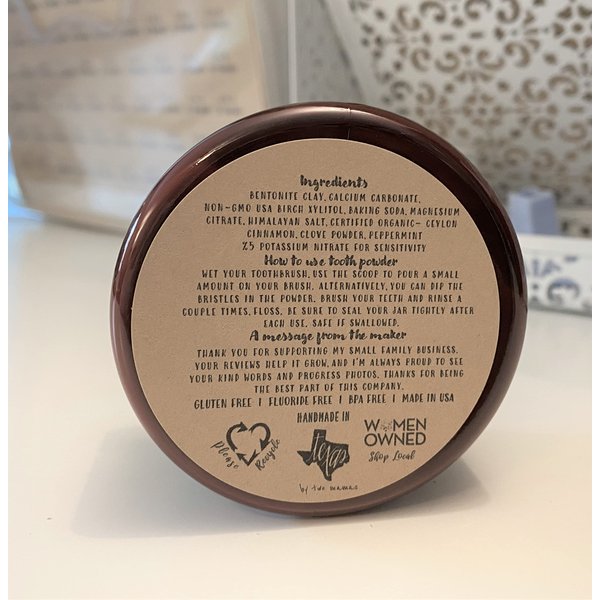 Ingredients
BENTONITE CLAY, CALCIUM CARBONATE,
NON-GMO USA BIRCH XYLITOL, BAKING SODA, MAGNESIUM
CITRATE, HIMALAYAN SALT, CERTIFIED ORGANIC- CEYLON
CINNAMON, CLOVE POWDER, PEPPERMINT
%5 POTASSIUM NITRATE FOR SENSITIVITY
How to use tooth powder
WET YOUR TOOTHBRUSH, USE THE SCOOP TO POUR A SMALL
AMOUNT ON YOUR BRUSH. ALTERNATIVELY, YOU CAN DIP THE
BRISTLES IN THE POWDER. BRUSH YOUR TEETH AND RINSE A
COUPLE TIMES, FLOSS. BE SURE TO SEAL YOUR JAR TIGHTLY AFTER
EACH USE. SAFE IF SWALLOWED.
A message from the maker
THANK YOU FOR SUPPORTING MY SMALL FAMILY BUSINESS.
YOUR REVIEWS HELP IT GROW, AND I'M ALWAYS PROUD TO SEE
YOUR KIND WORDS AND PROGRESS PHOTOS. THANKS FOR BEING
THE BEST PART OF THIS COMPANY.
GLUTEN FREE | FLUORIDE FREE | BPA FREE | MADE IN USA
Please Recycle
HANDMADE IN
texas
by two mamas
WOMEN
OWNED
Shop Local